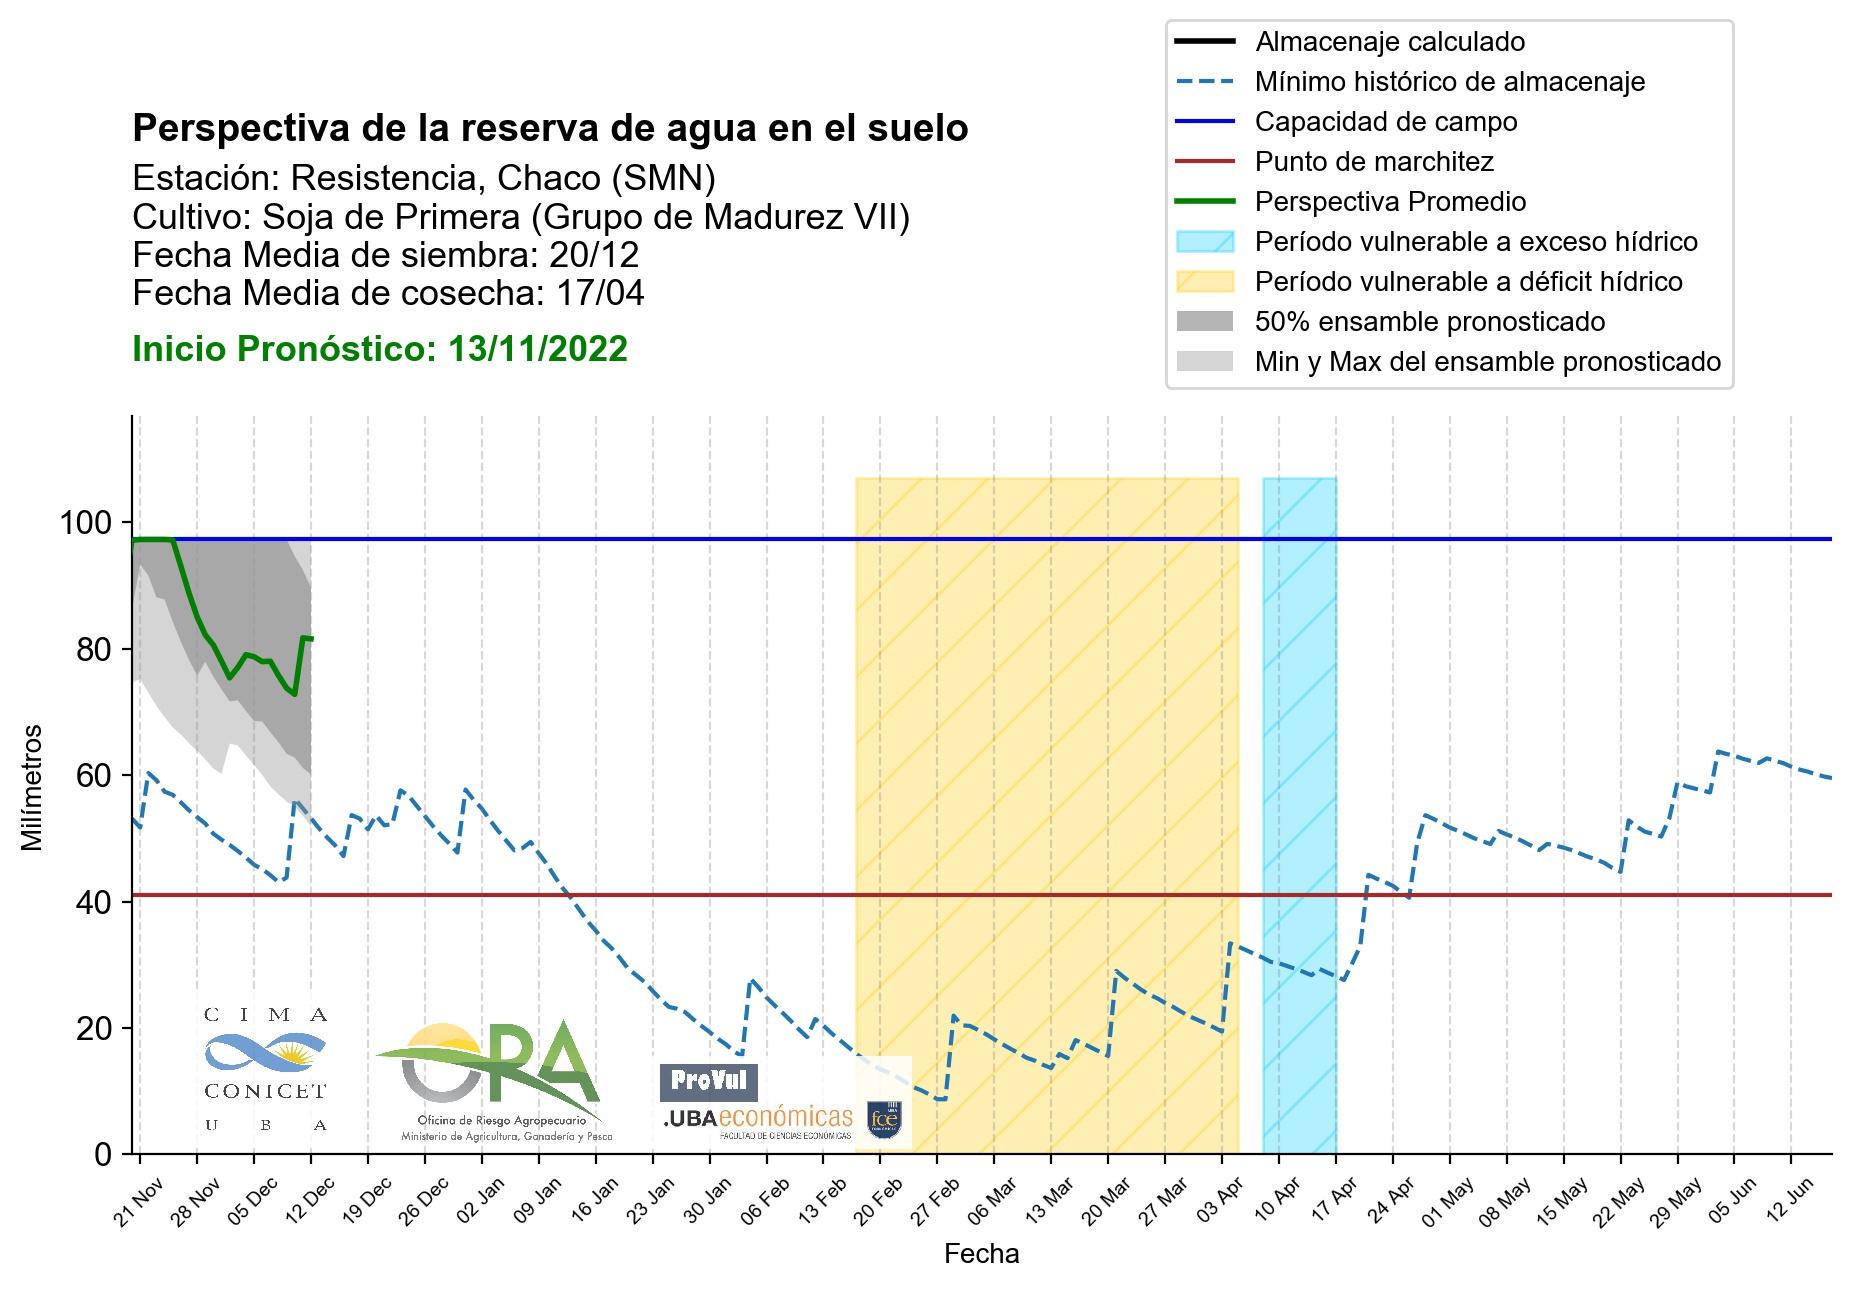 Almacenaje calculado
Mínimo histórico de almacenaje
Capacidad de campo
Punto de marchitez
Perspectiva Promedio
Período vulnerable a exceso hídrico
Período vulnerable a déficit hídrico
50% ensamble pronosticado
Min y Max del ensamble pronosticado
Perspectiva de la reserva de agua en el suelo
Estación: Resistencia, Chaco (SMN)
Cultivo: Soja de Primera (Grupo de Madurez VII)
Fecha Media de siembra: 20/12
Fecha Media de cosecha: 17/04
Inicio Pronóstico: 13/11/2022
100
80
60
40
20
0
Milímetros
CIMA
CONICET
UBA
ORA
Oficina de Riesgo Agropecuario
Ministerio de Agricultura, Ganadería y Pesca
ProVul
.UBAeconómicas
FACULTAD DE CIENCIAS ECONÓMICAS
fce
21 Nov
28 Nov
05 Dec
12 Dec
19 Dec
26 Dec
02 Jan
09 Jan
16 Jan
23 Jan
30 Jan
06 Feb
13 Feb
20 Feb
27 Feb
06 Mar
13 Mar
20 Mar
27 Mar
03 Apr
10 Apr
17 Apr
24 Apr
01 May
08 May
15 May
22 May
29 May
05 Jun
12 Jun
Fecha